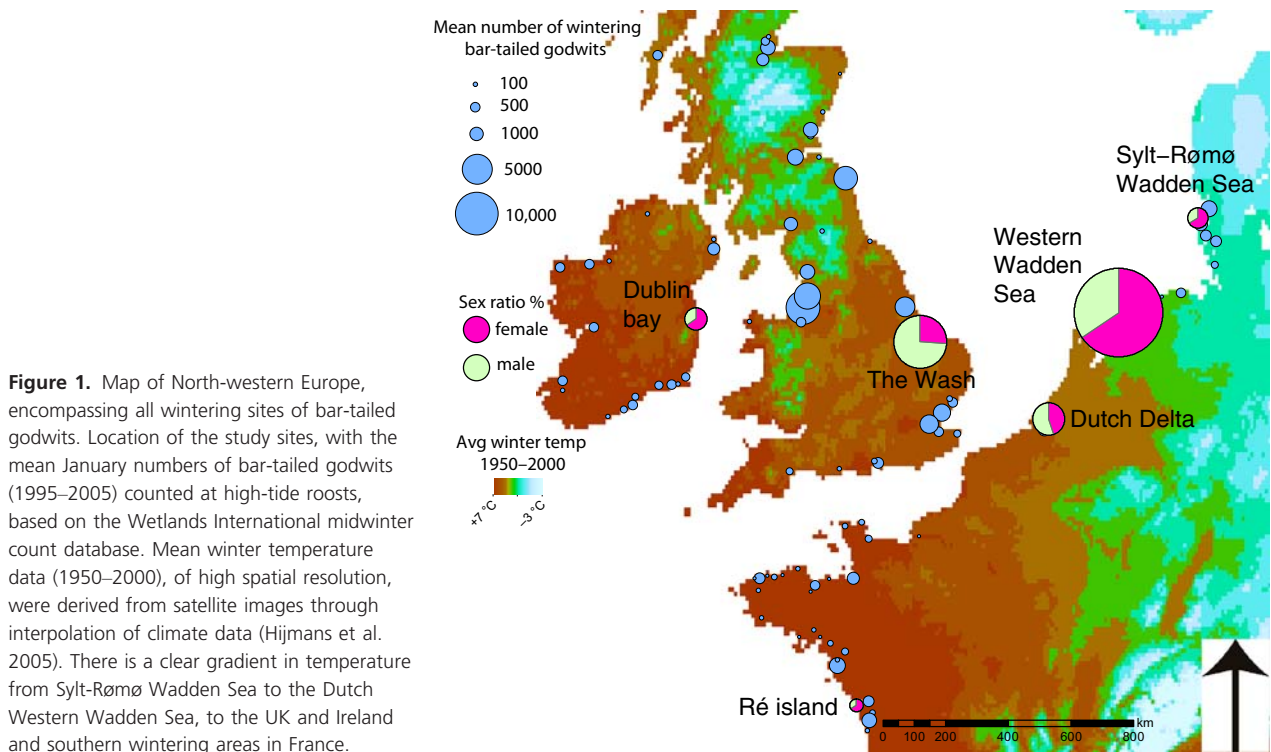 Mean number of wintering
bar-tailed godwits
100
500
1000
5000
10,000
Sex ratio %
female
male
Avg winter temp
1950–2000
+7 °C
–3 °C
Dublin
bay
The Wash
Western
Wadden
Sea
Sylt–Rømø
Wadden Sea
Dutch Delta
Ré island
km
0 200 400 600 800
Figure 1. Map of North-western Europe,
encompassing all wintering sites of bar-tailed
godwits. Location of the study sites, with the
mean January numbers of bar-tailed godwits
(1995–2005) counted at high-tide roosts,
based on the Wetlands International midwinter
count database. Mean winter temperature
data (1950–2000), of high spatial resolution,
were derived from satellite images through
interpolation of climate data (Hijmans et al.
2005). There is a clear gradient in temperature
from Sylt-Rømø Wadden Sea to the Dutch
Western Wadden Sea, to the UK and Ireland
and southern wintering areas in France.